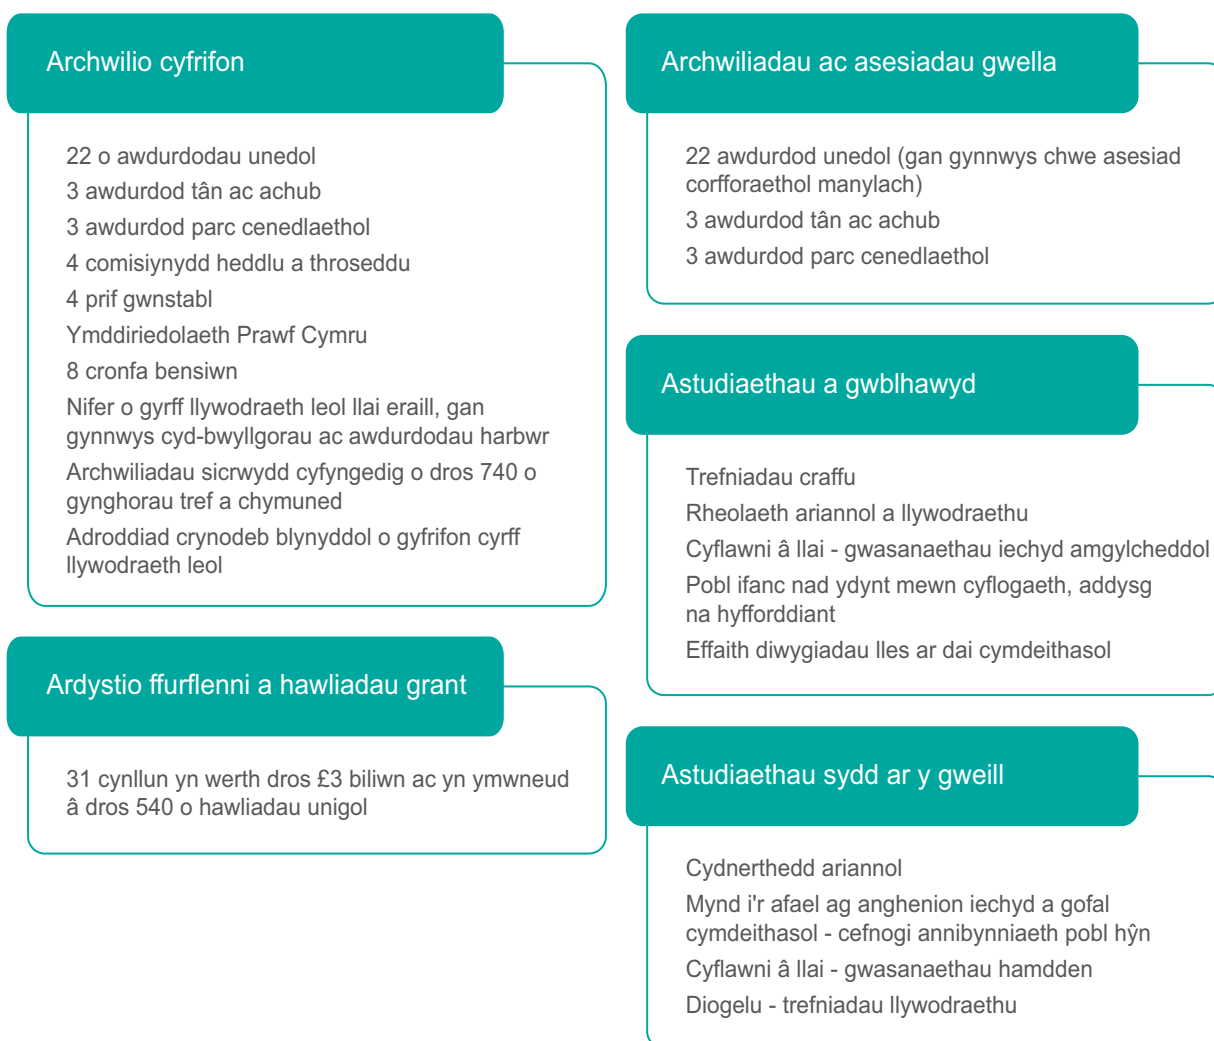 Archwilio cyfrifon
22 o awdurdodau unedol
3 awdurdod tân ac achub
3 awdurdod parc cenedlaethol
4 comisiynydd heddlu a throseddu
4 prif gwnstabl
Ymddiriedolaeth Prawf Cymru
8 cronfa bensiwn
Nifer o gyrff llywodraeth leol llai eraill, gan
gynnwys cyd-bwyllgorau ac awdurdodau harbwr
Archwiliadau sicrwydd cyfyngedig o dros 740 o
gynghorau tref a chymuned
Adroddiad crynodeb blynyddol o gyfrifon cyrff
llywodraeth leol
Ardystio ffurflenni a hawliadau grant
31 cynllun yn werth dros £3 biliwn ac yn ymwneud
â dros 540 o hawliadau unigol
Archwiliadau ac asesiadau gwella
22 awdurdod unedol (gan gynnwys chwe asesiad
corfforaethol manylach)
3 awdurdod tân ac achub
3 awdurdod parc cenedlaethol
Astudiaethau a gwblhawyd
Trefniadau craffu
Rheolaeth ariannol a llywodraethu
Cyflawni â llai - gwasanaethau iechyd amgylcheddol
Pobl ifanc nad ydynt mewn cyflogaeth, addysg
na hyfforddiant
Effaith diwygiadau lles ar dai cymdeithasol
Astudiaethau sydd ar y gweill
Cydnerthedd ariannol
Mynd i'r afael ag anghenion iechyd a gofal
cymdeithasol - cefnogi annibynniaeth pobl hŷn
Cyflawni â llai - gwasanaethau hamdden
Diogelu - trefniadau llywodraethu